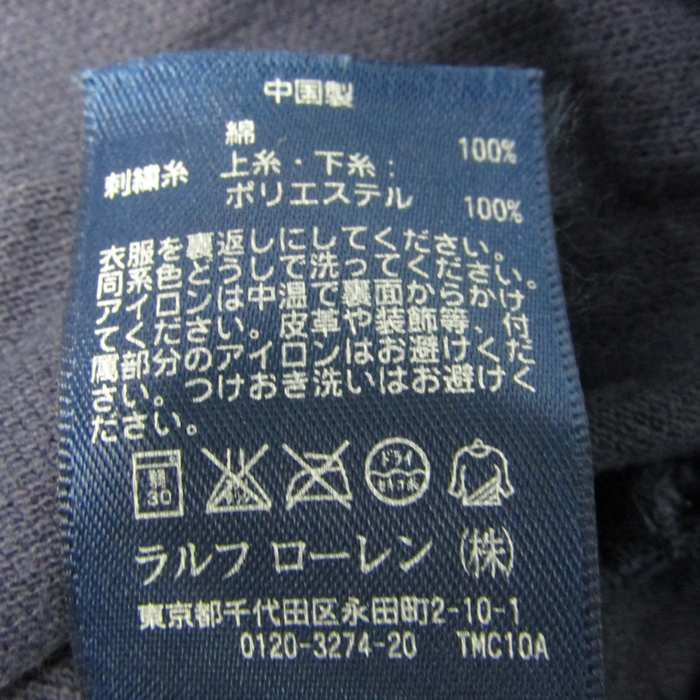 中国製
綿 100%
刺繍糸 上糸・下糸:
ポリエステル 100%
衣服を裏返しにしてください。
同系色どうしで洗ってください。
アイロンは中温で裏面からかけ
てください。皮革や装飾等、付
属部分のアイロンはお避けくだ
さい。つけおき洗いはお避けく
ださい。
30 ドライ
ラルフ ローレン (株)
東京都千代田区永田町2-10-1
0120-3274-20 TMC10A